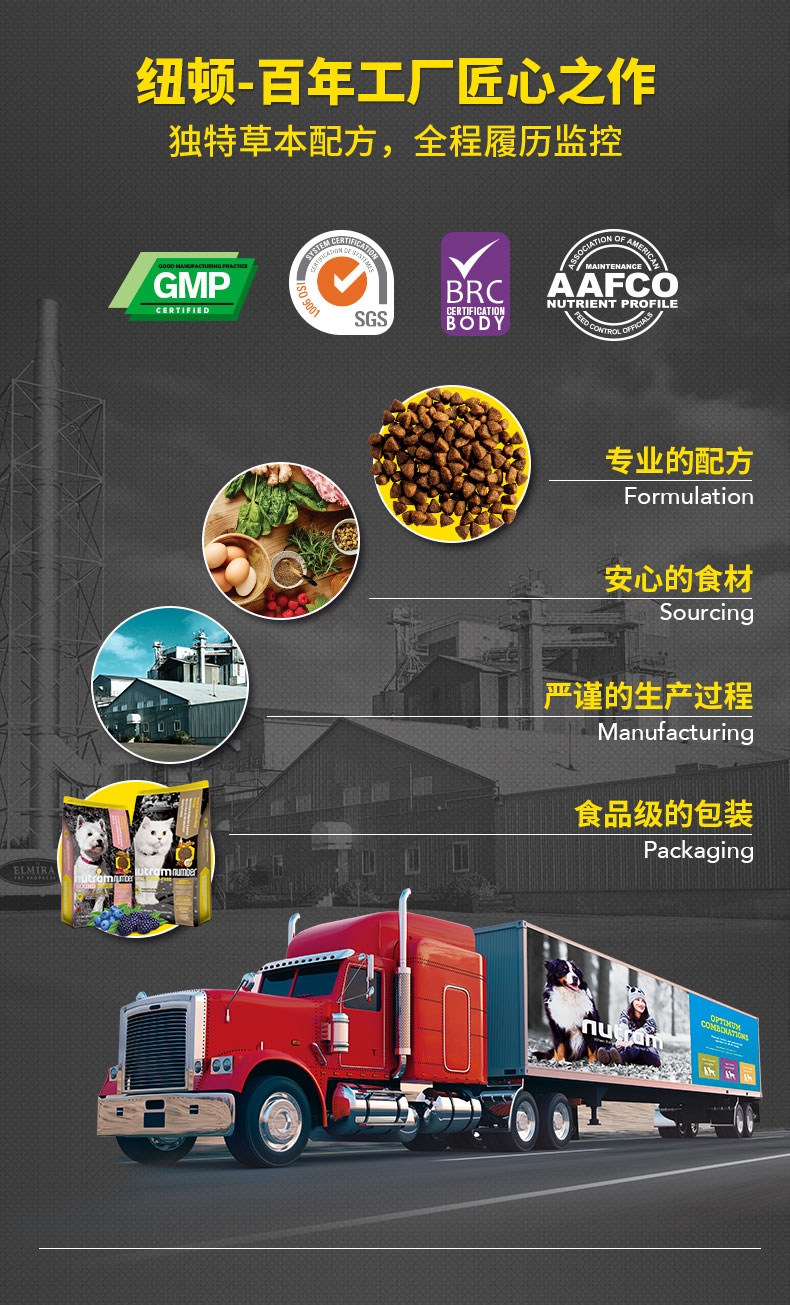 纽顿-百年工厂匠心之作
独特草本配方，全程履历监控
GOOD MANUFACTURING PRACTICE
GMP
CERTIFIED
SYSTEM CERTIFICATION
CERTIFICATION DE SYSTÈMES
ISO 9001
SGS
BRC
CERTIFICATION
BODY
ASSOCIATION OF AMERICAN
MAINTENANCE
AAFCO
NUTRIENT PROFILE
FEED CONTROL OFFICIALS
专业的配方
Formulation
安心的食材
Sourcing
严谨的生产过程
Manufacturing
食品级的包装
Packaging
ELMIRA
nutram number
nutram number
nutram
OPTIMUM
COMBINATIONS